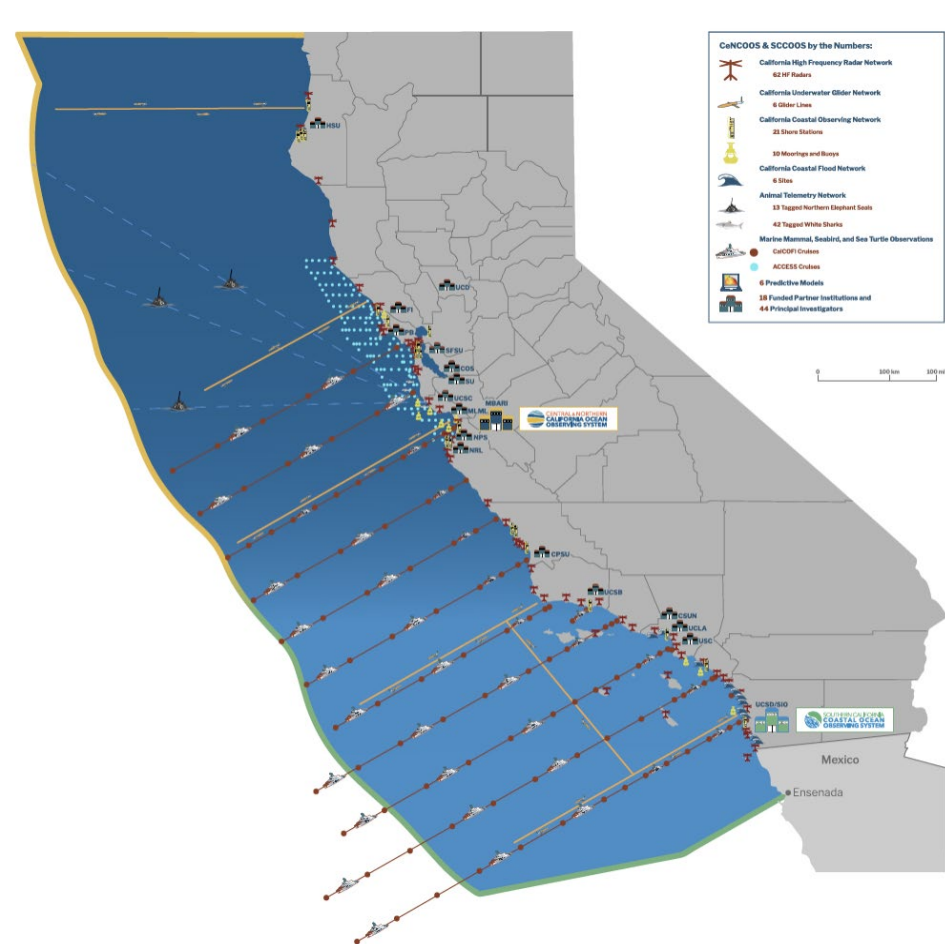 CeNCOOS & SCCOOS by the Numbers:
California High Frequency Radar Network
62 HF Radars
California Underwater Glider Network
6 Glider Lines
California Coastal Observing Network
21 Shore Stations
10 Moorings and Buoys
California Coastal Flood Network
6 Sites
Animal Telemetry Network
13 Tagged Northern Elephant Seals
42 Tagged White Sharks
Marine Mammal, Seabird, and Sea Turtle Observations
CalCOFI Cruises
ACCESS Cruises
6 Predictive Models
18 Funded Partner Institutions and
44 Principal Investigators
0
100 km
HSU
UCD
FI
PB
SFSU
COS
SU
UCSC
MBARI
MLML
CENTRAL & NORTHERN
CALIFORNIA OCEAN
OBSERVING SYSTEM
NPS
NRL
CPSU
UCSB
CSUN
UCLA
USC
UCSD/SIO
SOUTHERN CALIFORNIA
COASTAL OCEAN
OBSERVING SYSTEM
Mexico
Ensenada